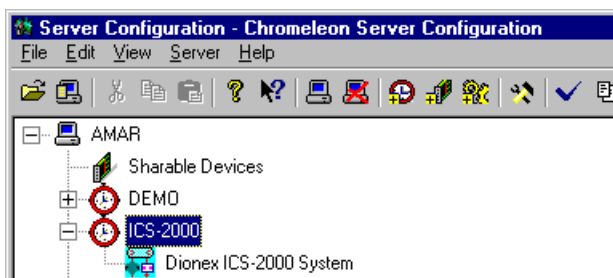 Server Configuration - Chromeleon Server Configuration
File Edit View Server Help
AMAR
Sharable Devices
DEMO
ICS-2000
Dionex ICS-2000 System